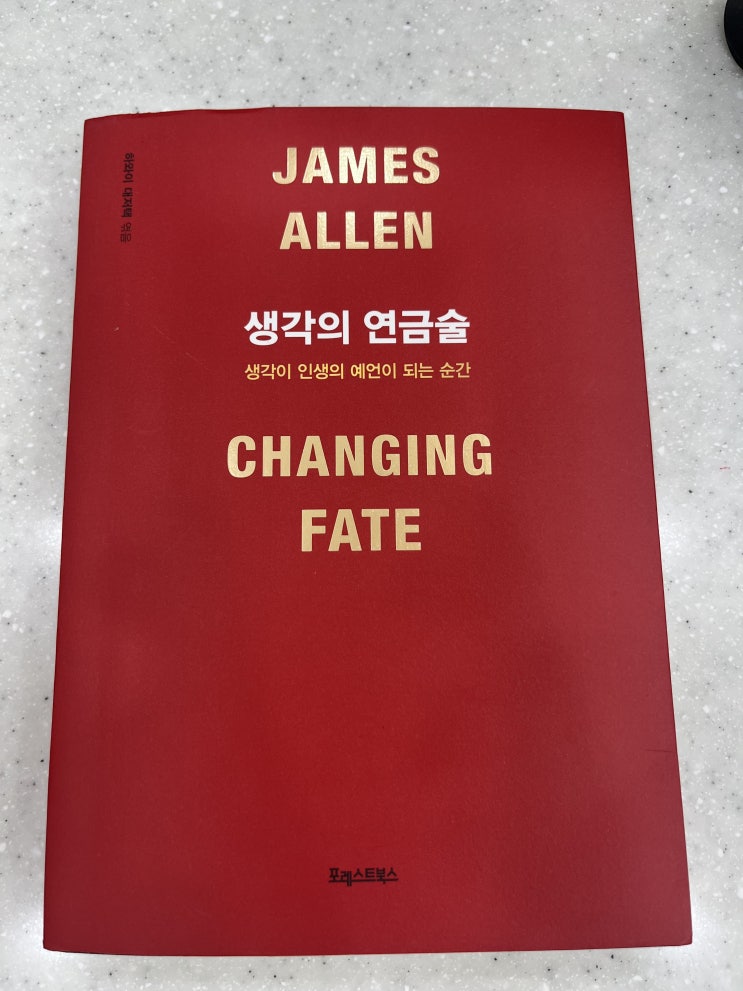 JAMES
ALLEN
하와이 대저택 엮음
생각의 연금술
생각이 인생의 예언이 되는 순간
CHANGING
FATE
포레스트북스